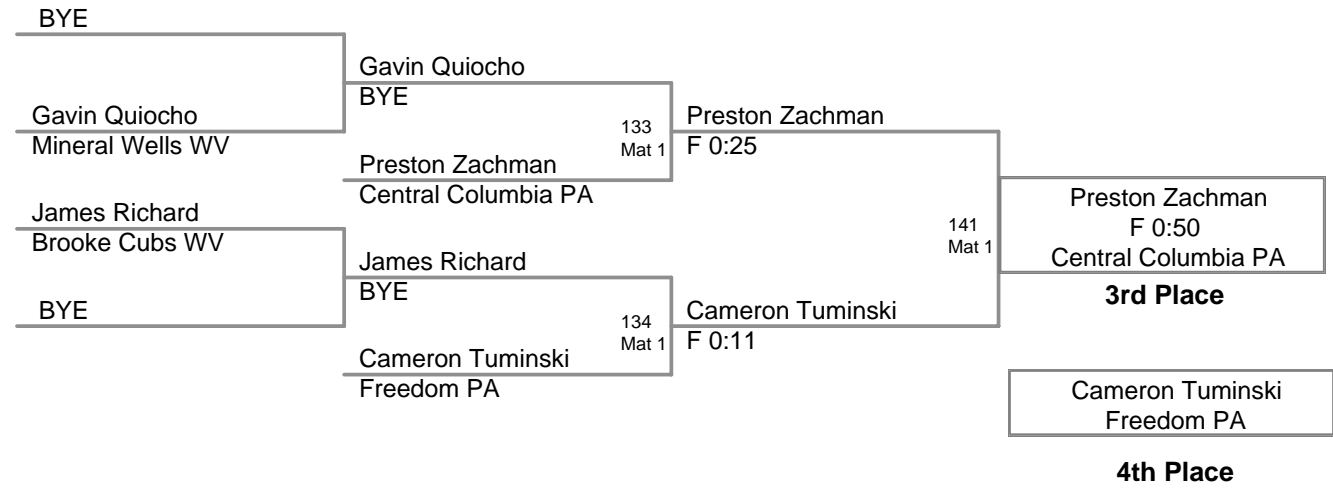 BYE
Gavin Quiocho
BYE
Gavin Quiocho
Mineral Wells WV
133
Mat 1
Preston Zachman
F 0:25
Preston Zachman
Central Columbia PA
James Richard
Brooke Cubs WV
141
Mat 1
Preston Zachman
F 0:50
Central Columbia PA
3rd Place
James Richard
BYE
BYE
134
Mat 1
Cameron Tuminski
F 0:11
Cameron Tuminski
Freedom PA
Cameron Tuminski
Freedom PA
4th Place